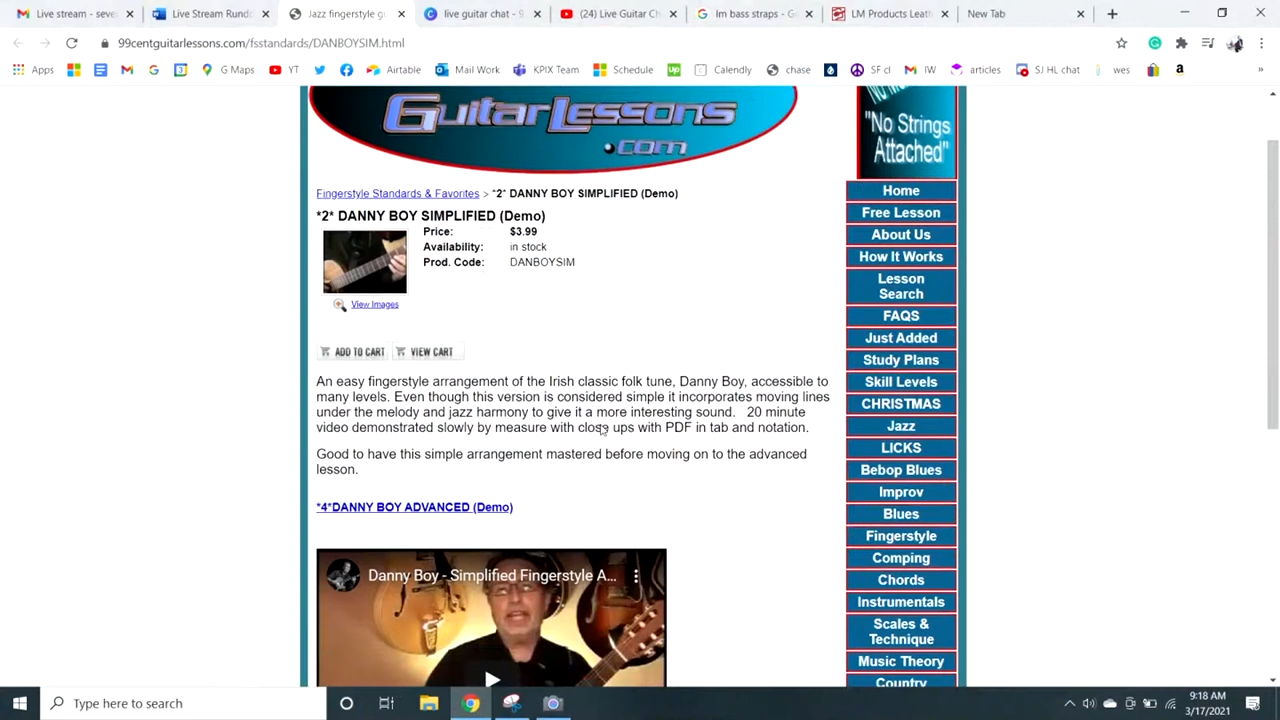 Live stream - seve
Live Stream Rund
Jazz fingerstyle g
live guitar chat - 9
(24) Live Guitar Ch
lm bass straps - G
LM Products Leath
New Tab
99centguitarlessons.com/fsstandards/DANBOYSIM.html
Apps
G Maps
YT
Airtable
Mail Work
KPIX Team
Schedule
Calendly
chase
SF cl
IW
articles
SJ HL chat
wes
GuitarLessons
.com
"No Strings
Attached"
Fingerstyle Standards & Favorites > *2* DANNY BOY SIMPLIFIED (Demo)
*2* DANNY BOY SIMPLIFIED (Demo)
Price: $3.99
Availability: in stock
Prod. Code: DANBOYSIM
View Images
ADD TO CART VIEW CART
An easy fingerstyle arrangement of the Irish classic folk tune, Danny Boy, accessible to
many levels. Even though this version is considered simple it incorporates moving lines
under the melody and jazz harmony to give it a more interesting sound. 20 minute
video demonstrated slowly by measure with close ups with PDF in tab and notation.
Good to have this simple arrangement mastered before moving on to the advanced
lesson.
*4*DANNY BOY ADVANCED (Demo)
Danny Boy - Simplified Fingerstyle A...
Home
Free Lesson
About Us
How It Works
Lesson
Search
FAQS
Just Added
Study Plans
Skill Levels
CHRISTMAS
Jazz
LICKS
Bebop Blues
Improv
Blues
Fingerstyle
Comping
Chords
Instrumentals
Scales &
Technique
Music Theory
Country
Type here to search
9:18 AM
3/17/2021